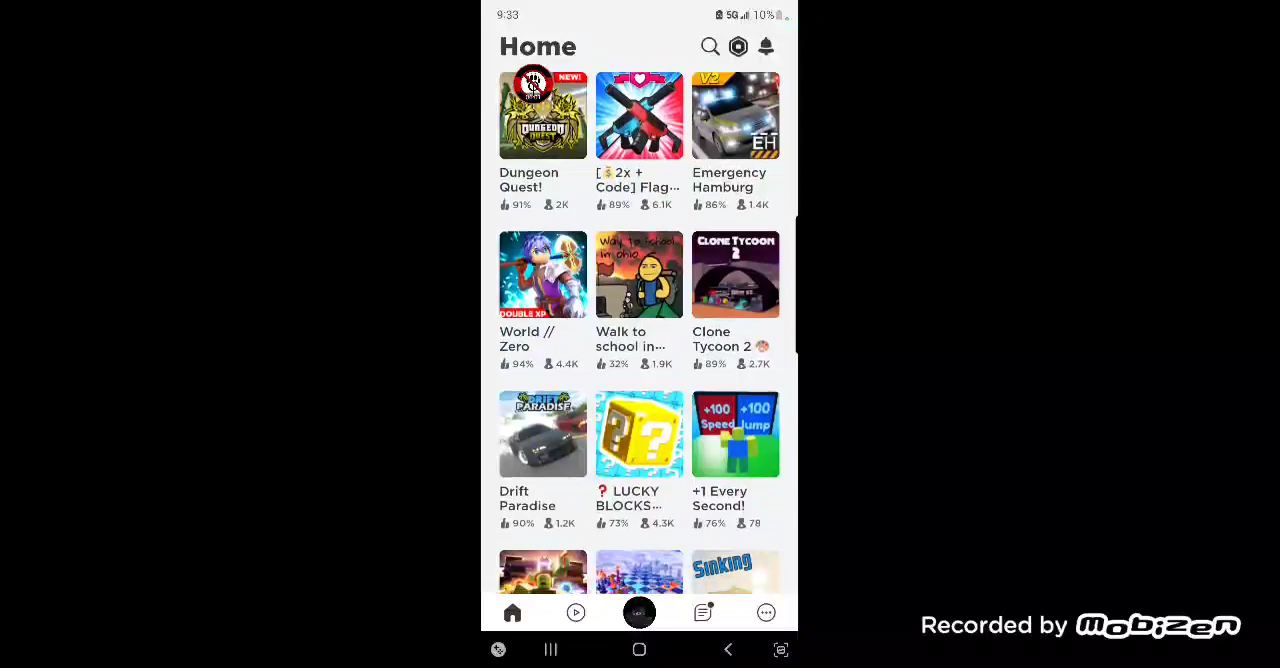 9:33
5G 10%
Home
NEW!
V2
DUNGEON
QUEST
EH
Dungeon
Quest!
[💰2x +
Code] Flag...
Emergency
Hamburg
91% 2K
89% 6.1K
86% 1.4K
Way to school
in ohio
CLONE TYCOON
2
DOUBLE XP
World //
Zero
Walk to
school in...
Clone
Tycoon 2 🎨
94% 4.4K
32% 1.9K
89% 2.7K
DRIFT
PARADISE
? ?
+100
Speed
+100
Jump
Drift
Paradise
❓ LUCKY
BLOCKS...
+1 Every
Second!
90% 1.2K
73% 4.3K
76% 78
Sinking
Recorded by mobizen